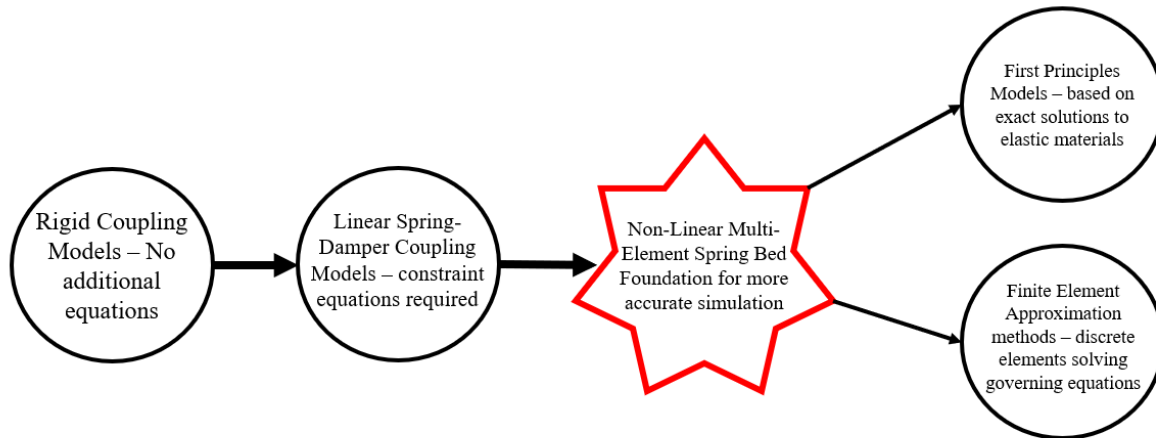 Rigid Coupling
Models – No
additional
equations
Linear Spring-
Damper Coupling
Models – constraint
equations required
Non-Linear Multi-
Element Spring Bed
Foundation for more
accurate simulation
First Principles
Models – based on
exact solutions to
elastic materials
Finite Element
Approximation
methods – discrete
elements solving
governing equations